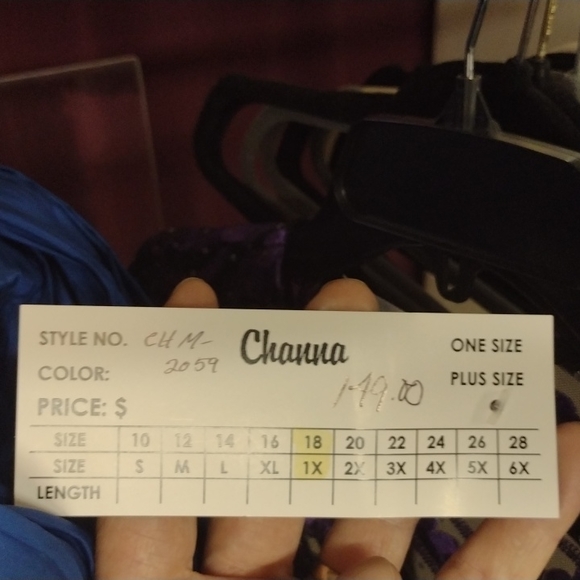 STYLE NO. CHM-2059
Channa
ONE SIZE
COLOR:
PLUS SIZE
PRICE: $ 149.00
SIZE 10 12 14 16 18 20 22 24 26 28
SIZE S M L XL 1X 2X 3X 4X 5X 6X
LENGTH